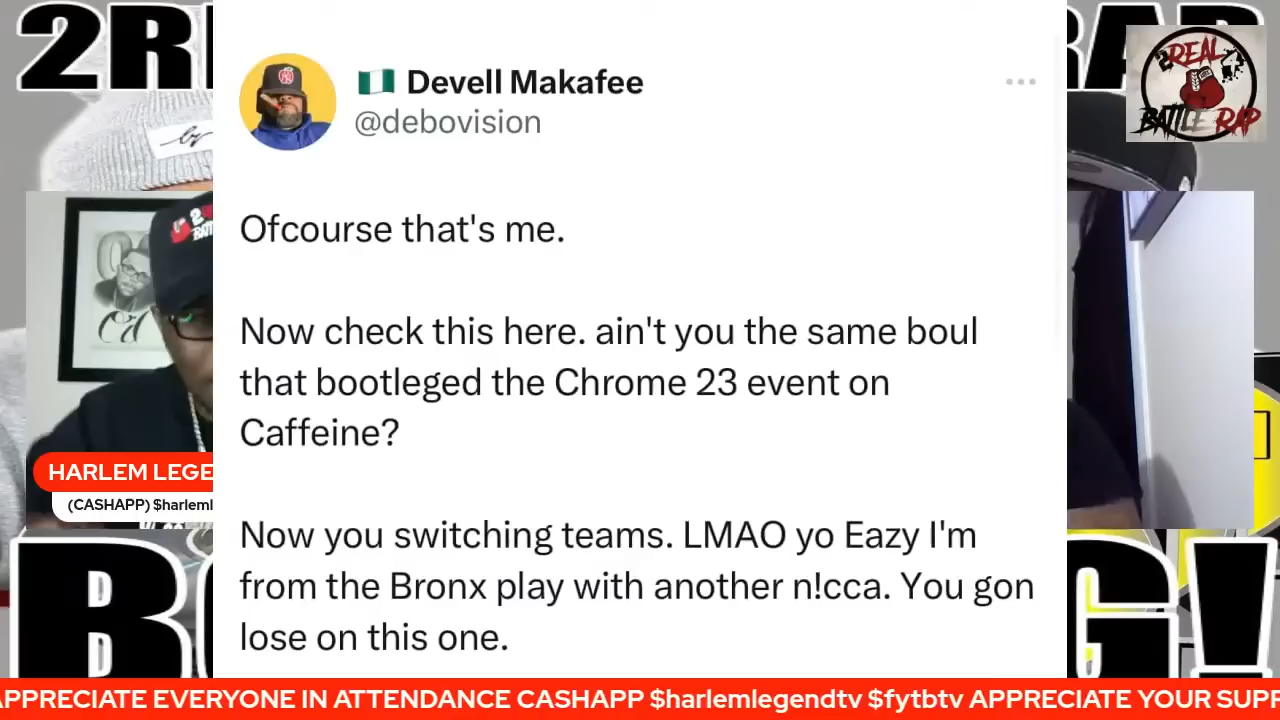 2R
RAP
🇳🇬 Devell Makafee
@debovision
2REAL
BATTLE RAP
Ofcourse that's me.
Now check this here. ain't you the same boul
that bootleged the Chrome 23 event on
Caffeine?
HARLEM LEGE
(CASHAPP) $harleml
Now you switching teams. LMAO yo Eazy I'm
from the Bronx play with another n!cca. You gon
lose on this one.
B
G!
APPRECIATE EVERYONE IN ATTENDANCE CASHAPP $harlemlegendtv $fytbtv APPRECIATE YOUR SUPP